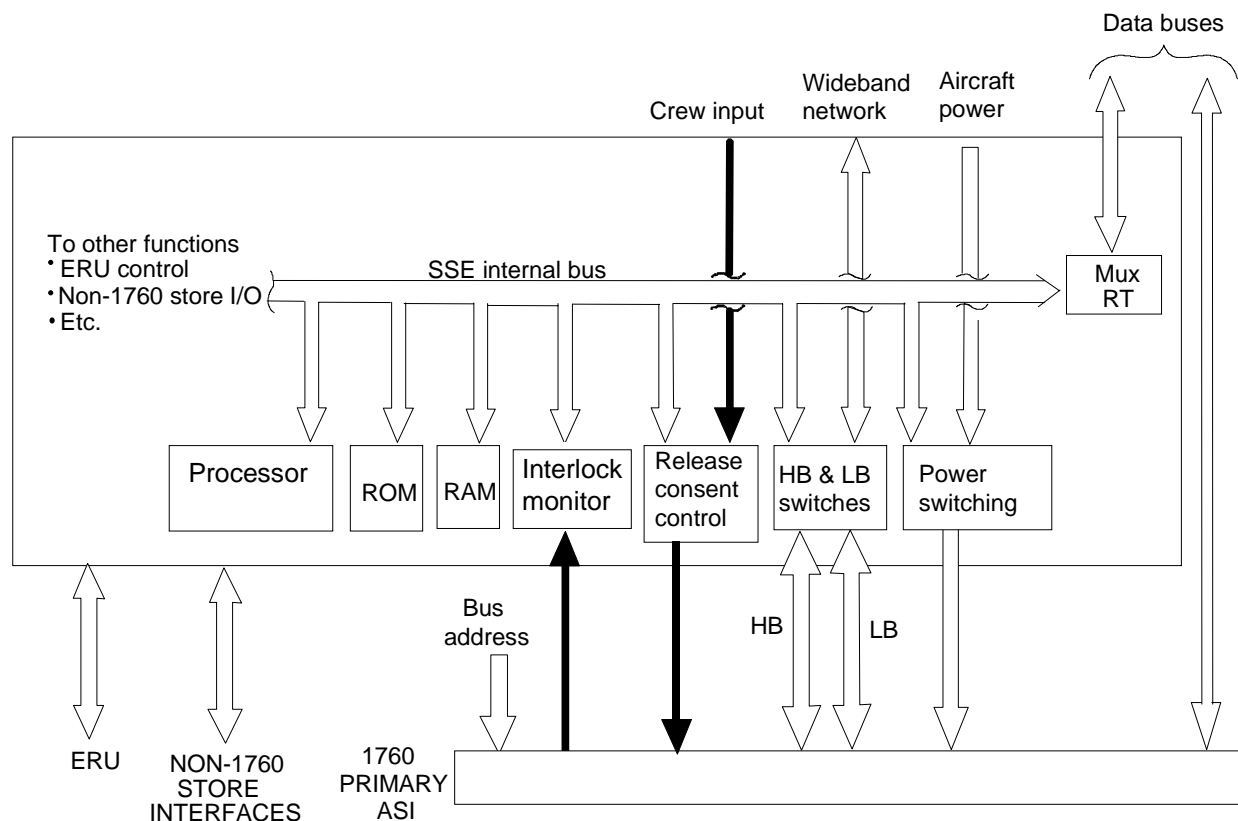 Data buses
Wideband
network
Aircraft
power
Crew input
To other functions
• ERU control
• Non-1760 store I/O
• Etc.
SSE internal bus
Mux
RT
Processor
ROM
RAM
Interlock
monitor
Release
consent
control
HB & LB
switches
Power
switching
Bus
address
HB
LB
ERU
NON-1760
STORE
INTERFACES
1760
PRIMARY
ASI